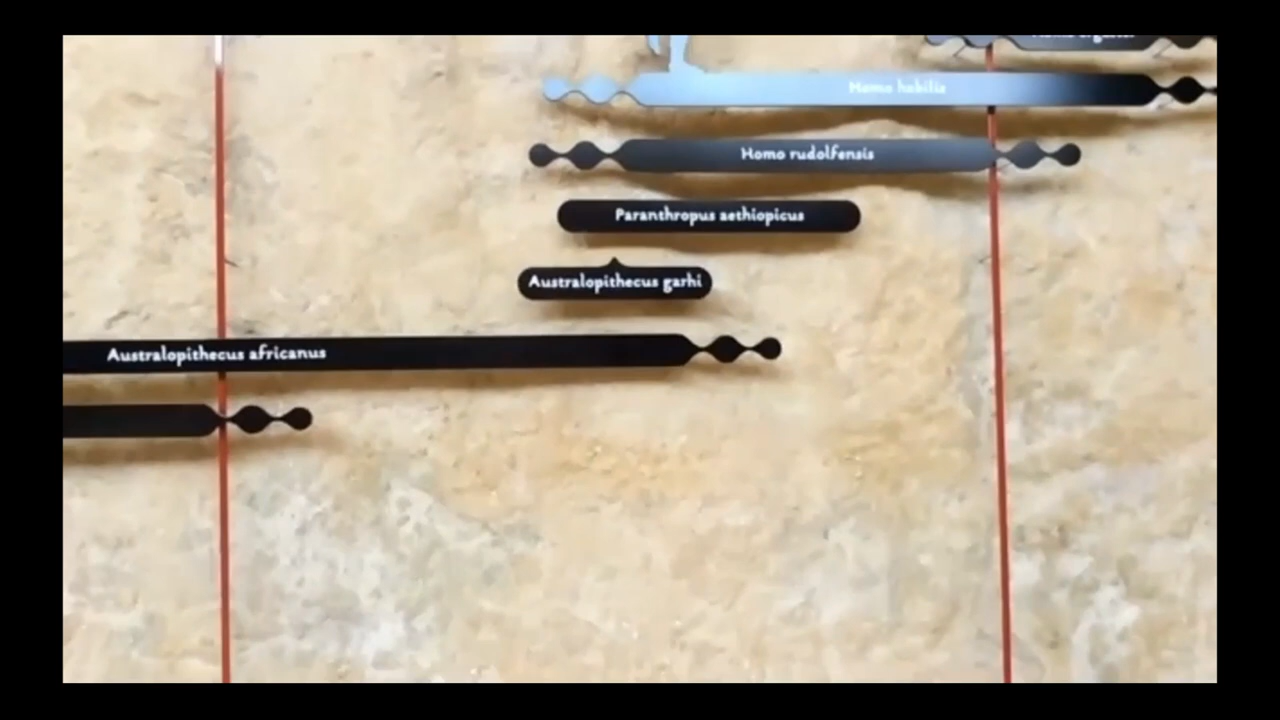 Homo habilis
Homo rudolfensis
Paranthropus aethiopicus
Australopithecus garhi
Australopithecus africanus